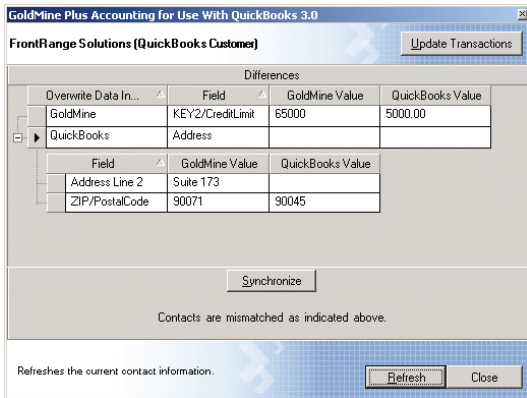 GoldMine Plus Accounting for Use With QuickBooks 3.0
FrontRange Solutions (QuickBooks Customer)
Update Transactions
Differences
Overwrite Data In... Field GoldMine Value QuickBooks Value
GoldMine KEY2/CreditLimit 65000 5000.00
QuickBooks Address
Field GoldMine Value QuickBooks Value
Address Line 2 Suite 173
ZIP/PostalCode 90071 90045
Synchronize
Contacts are mismatched as indicated above.
Refreshes the current contact information.
Refresh Close